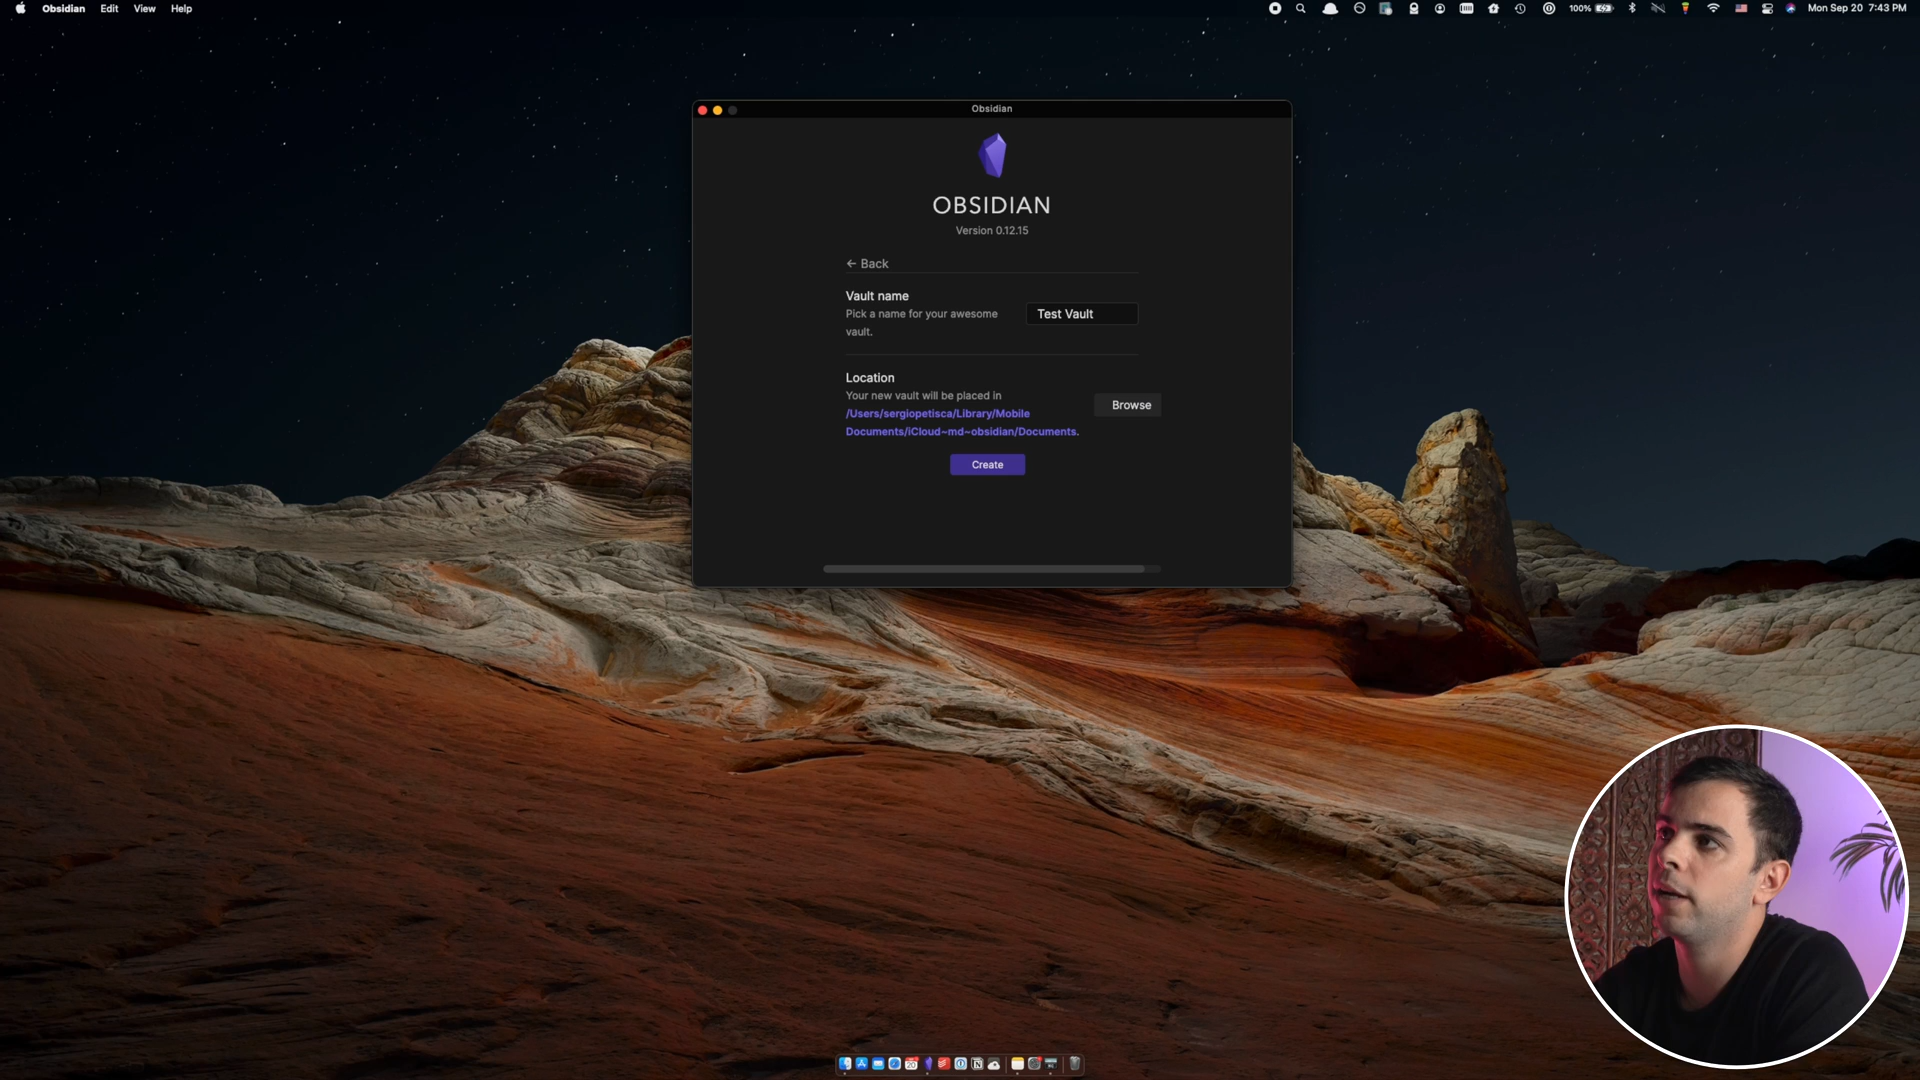 Obsidian Edit View Help 100% Mon Sep 20 7:43 PM
Obsidian
OBSIDIAN
Version 0.12.15
← Back
Vault name
Pick a name for your awesome
vault.
Test Vault
Location
Your new vault will be placed in
/Users/sergiopetisca/Library/Mobile
Documents/iCloud~md~obsidian/Documents.
Browse
Create
20